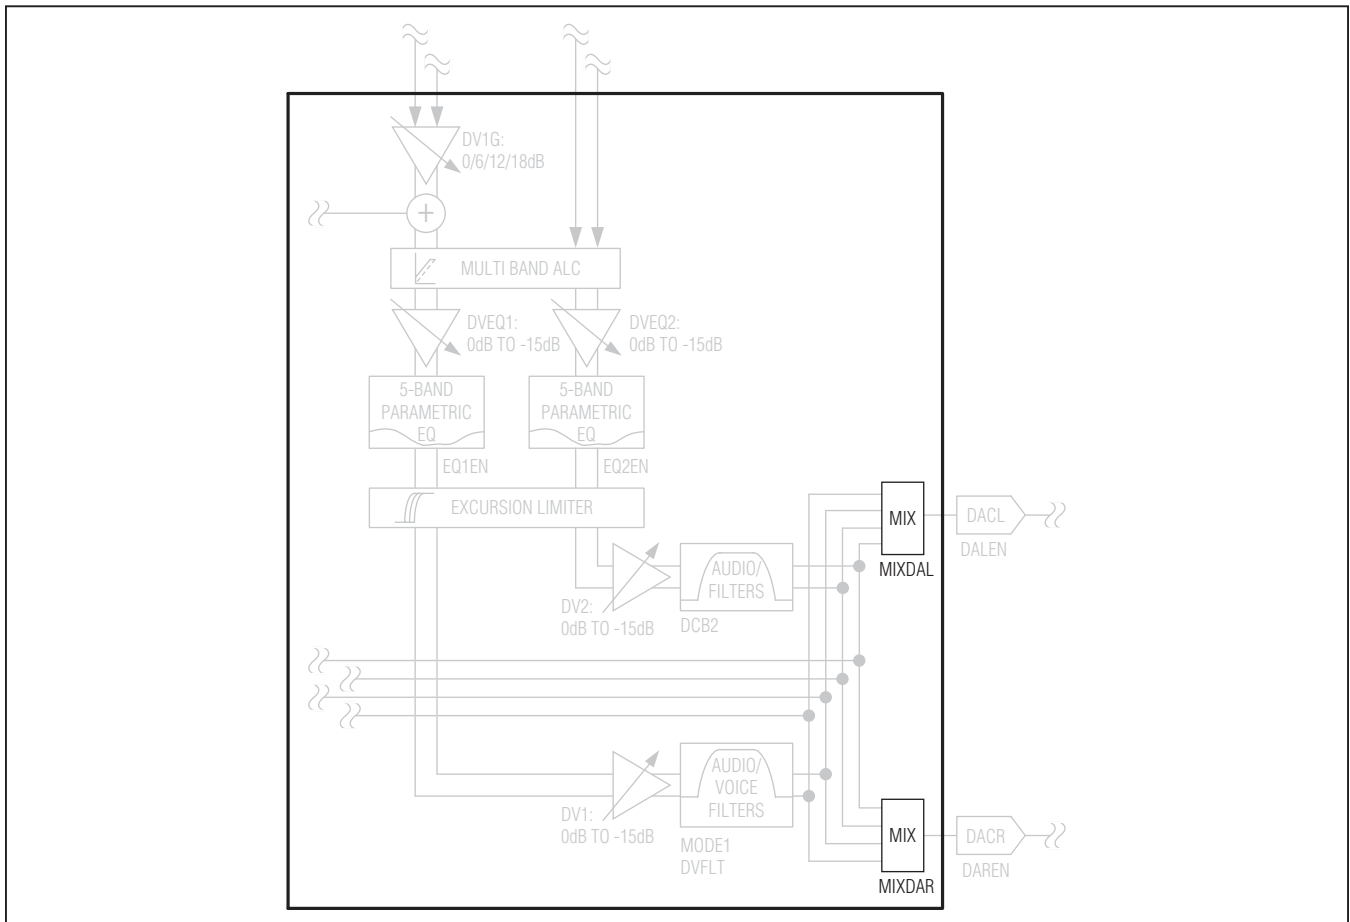 DV1G:
0/6/12/18dB
+
MULTI BAND ALC
DVEQ1:
0dB TO -15dB
DVEQ2:
0dB TO -15dB
5-BAND
PARAMETRIC
EQ
5-BAND
PARAMETRIC
EQ
EQ1EN
EQ2EN
EXCURSION LIMITER
MIX
MIXDAL
DACL
DALEN
AUDIO/
FILTERS
DV2:
0dB TO -15dB
DCB2
AUDIO/
VOICE
FILTERS
DV1:
0dB TO -15dB
MODE1
DVFLT
MIX
MIXDAR
DACR
DAREN